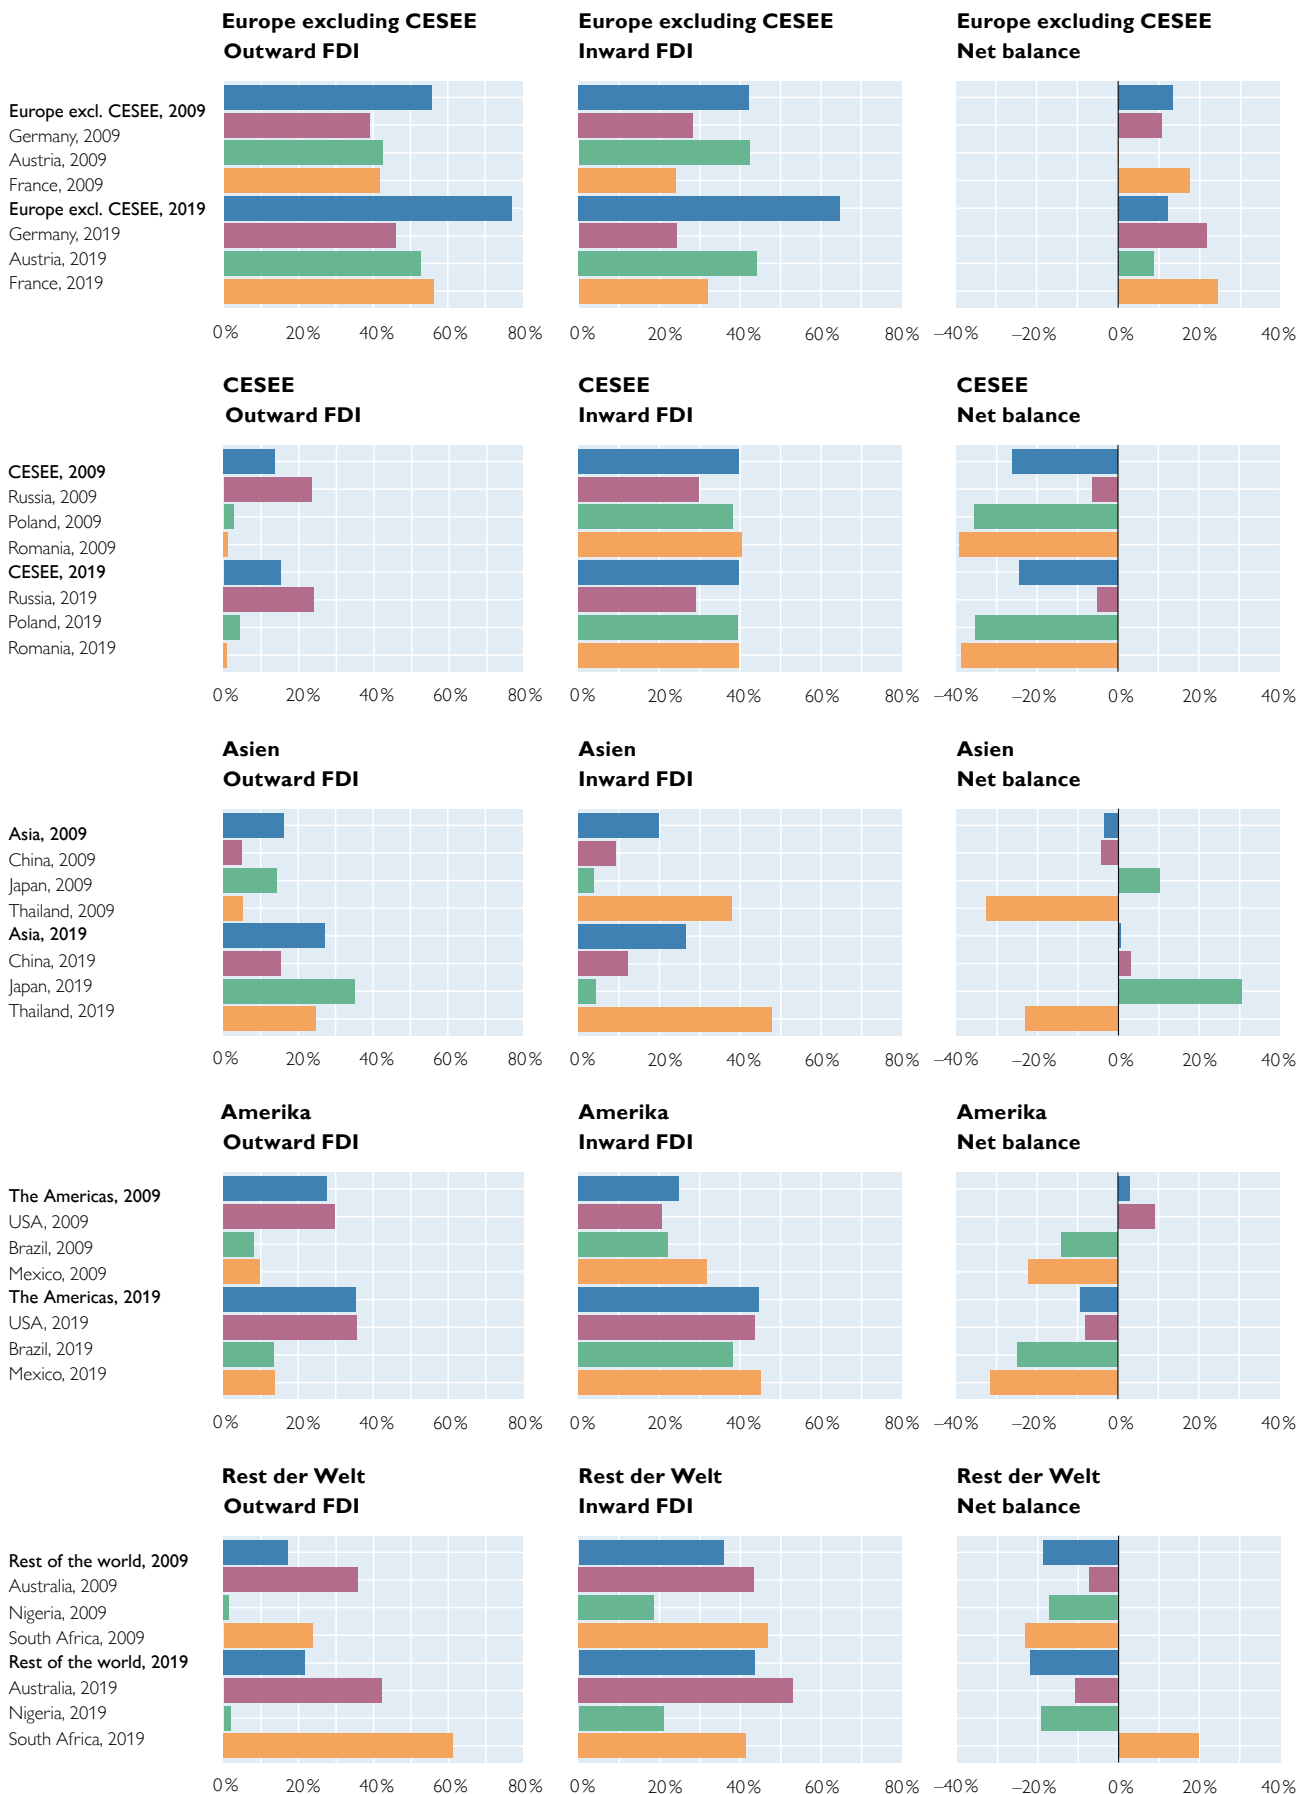 Europe excluding CESEE
Outward FDI
Europe excluding CESEE
Inward FDI
Europe excluding CESEE
Net balance
Europe excl. CESEE, 2009
Germany, 2009
Austria, 2009
France, 2009
Europe excl. CESEE, 2019
Germany, 2019
Austria, 2019
France, 2019
0% 20% 40% 60% 80%
0% 20% 40% 60% 80%
–40% –20% 0% 20% 40%
CESEE
Outward FDI
CESEE
Inward FDI
CESEE
Net balance
CESEE, 2009
Russia, 2009
Poland, 2009
Romania, 2009
CESEE, 2019
Russia, 2019
Poland, 2019
Romania, 2019
0% 20% 40% 60% 80%
0% 20% 40% 60% 80%
–40% –20% 0% 20% 40%
Asien
Outward FDI
Asien
Inward FDI
Asien
Net balance
Asia, 2009
China, 2009
Japan, 2009
Thailand, 2009
Asia, 2019
China, 2019
Japan, 2019
Thailand, 2019
0% 20% 40% 60% 80%
0% 20% 40% 60% 80%
–40% –20% 0% 20% 40%
Amerika
Outward FDI
Amerika
Inward FDI
Amerika
Net balance
The Americas, 2009
USA, 2009
Brazil, 2009
Mexico, 2009
The Americas, 2019
USA, 2019
Brazil, 2019
Mexico, 2019
0% 20% 40% 60% 80%
0% 20% 40% 60% 80%
–40% –20% 0% 20% 40%
Rest der Welt
Outward FDI
Rest der Welt
Inward FDI
Rest der Welt
Net balance
Rest of the world, 2009
Australia, 2009
Nigeria, 2009
South Africa, 2009
Rest of the world, 2019
Australia, 2019
Nigeria, 2019
South Africa, 2019
0% 20% 40% 60% 80%
0% 20% 40% 60% 80%
–40% –20% 0% 20% 40%